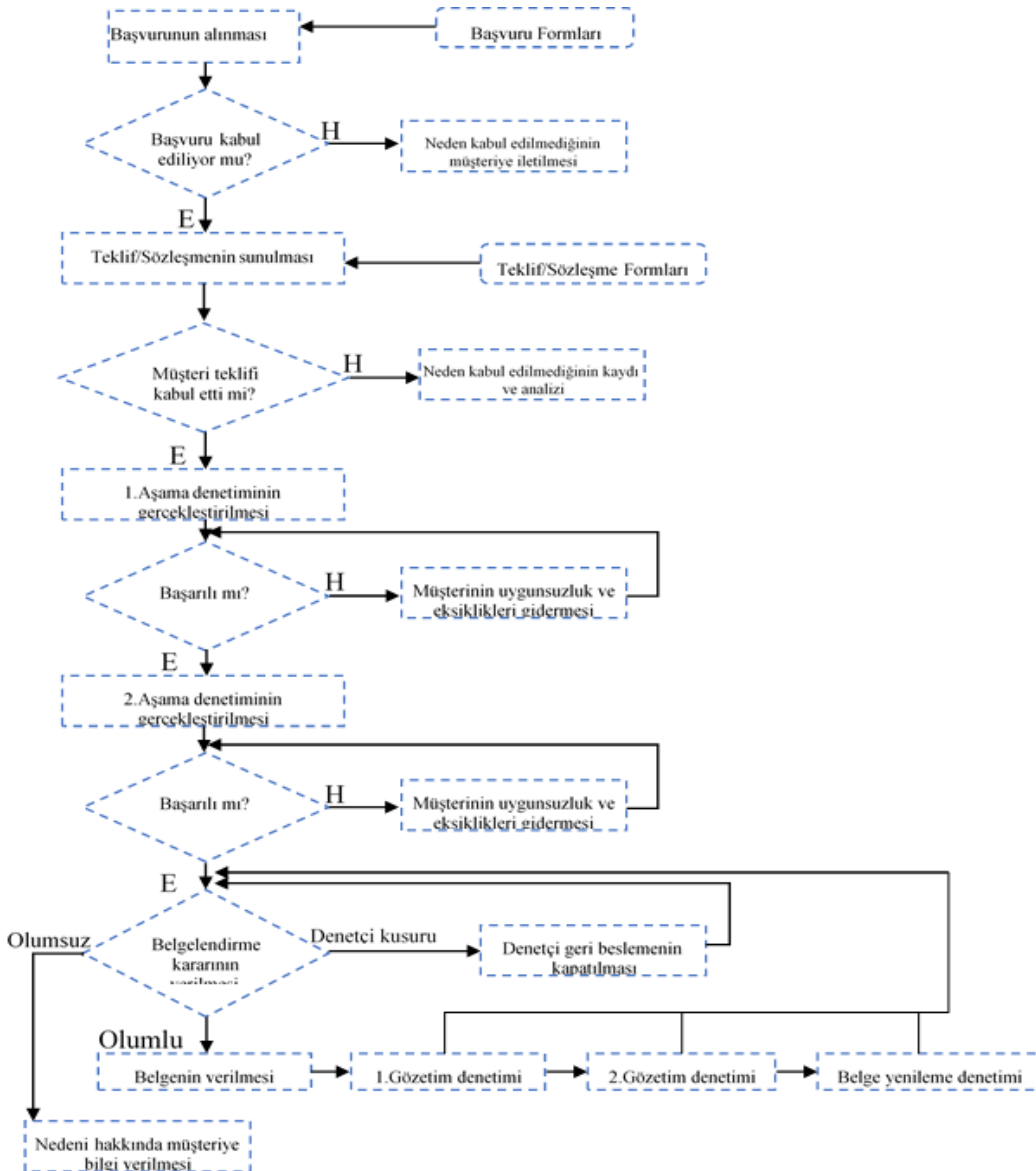 Başvurunun alınması
Başvuru Formları
Başvuru kabul
ediliyor mu?
H
Neden kabul edilmediğinin
müşteriye iletilmesi
E
Teklif/Sözleşmenin sunulması
Teklif/Sözleşme Formları
Müşteri teklifi
kabul etti mi?
H
Neden kabul edilmediğinin kaydı
ve analizi
E
1.Aşama denetiminin
gerçekleştirilmesi
Başarılı mı?
H
Müşterinin uygunsuzluk ve
eksiklikleri gidermesi
E
2.Aşama denetiminin
gerçekleştirilmesi
Başarılı mı?
H
Müşterinin uygunsuzluk ve
eksiklikleri gidermesi
E
Olumsuz
Belgelendirme
kararının
verilmesi
Denetçi kusuru
Denetçi geri beslemenin
kapatılması
Olumlu
Belgenin verilmesi
1.Gözetim denetimi
2.Gözetim denetimi
Belge yenileme denetimi
Nedeni hakkında müşteriye
bilgi verilmesi